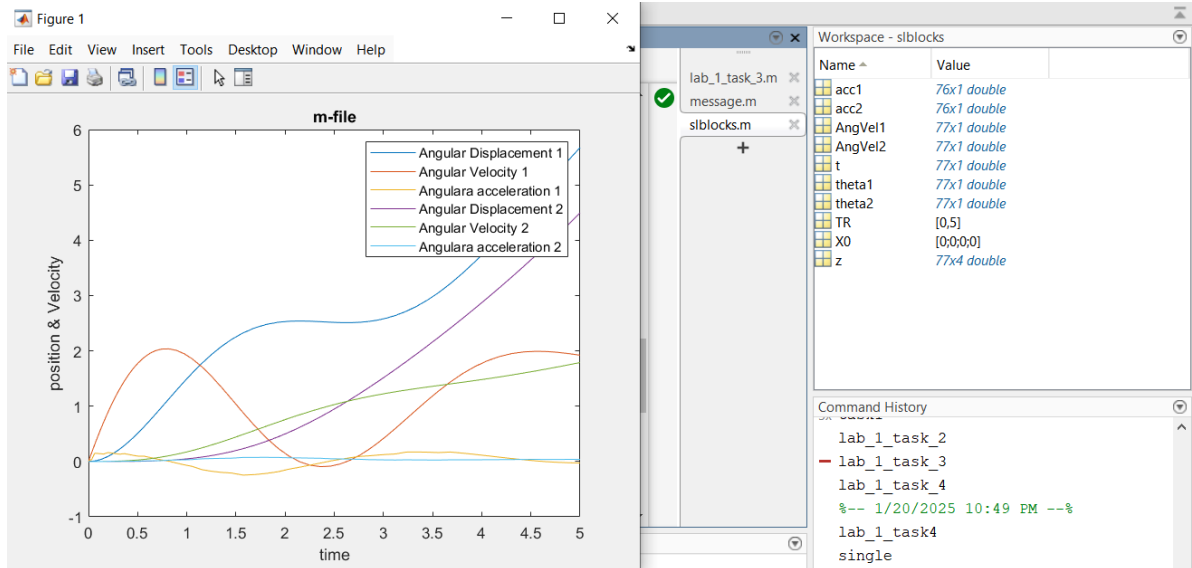 Figure 1
File Edit View Insert Tools Desktop Window Help
m-file
6
5
4
3
2
1
0
-1
position & Velocity
Angular Displacement 1
Angular Velocity 1
Angulara acceleration 1
Angular Displacement 2
Angular Velocity 2
Angulara acceleration 2
0 0.5 1 1.5 2 2.5 3 3.5 4 4.5 5
time
lab_1_task_3.m
message.m
slblocks.m
Workspace - slblocks
Name Value
acc1 76x1 double
acc2 76x1 double
AngVel1 77x1 double
AngVel2 77x1 double
t 77x1 double
theta1 77x1 double
theta2 77x1 double
TR [0,5]
X0 [0;0;0;0]
z 77x4 double
Command History
lab_1_task_2
lab_1_task_3
lab_1_task_4
%-- 1/20/2025 10:49 PM --%
lab_1_task4
single